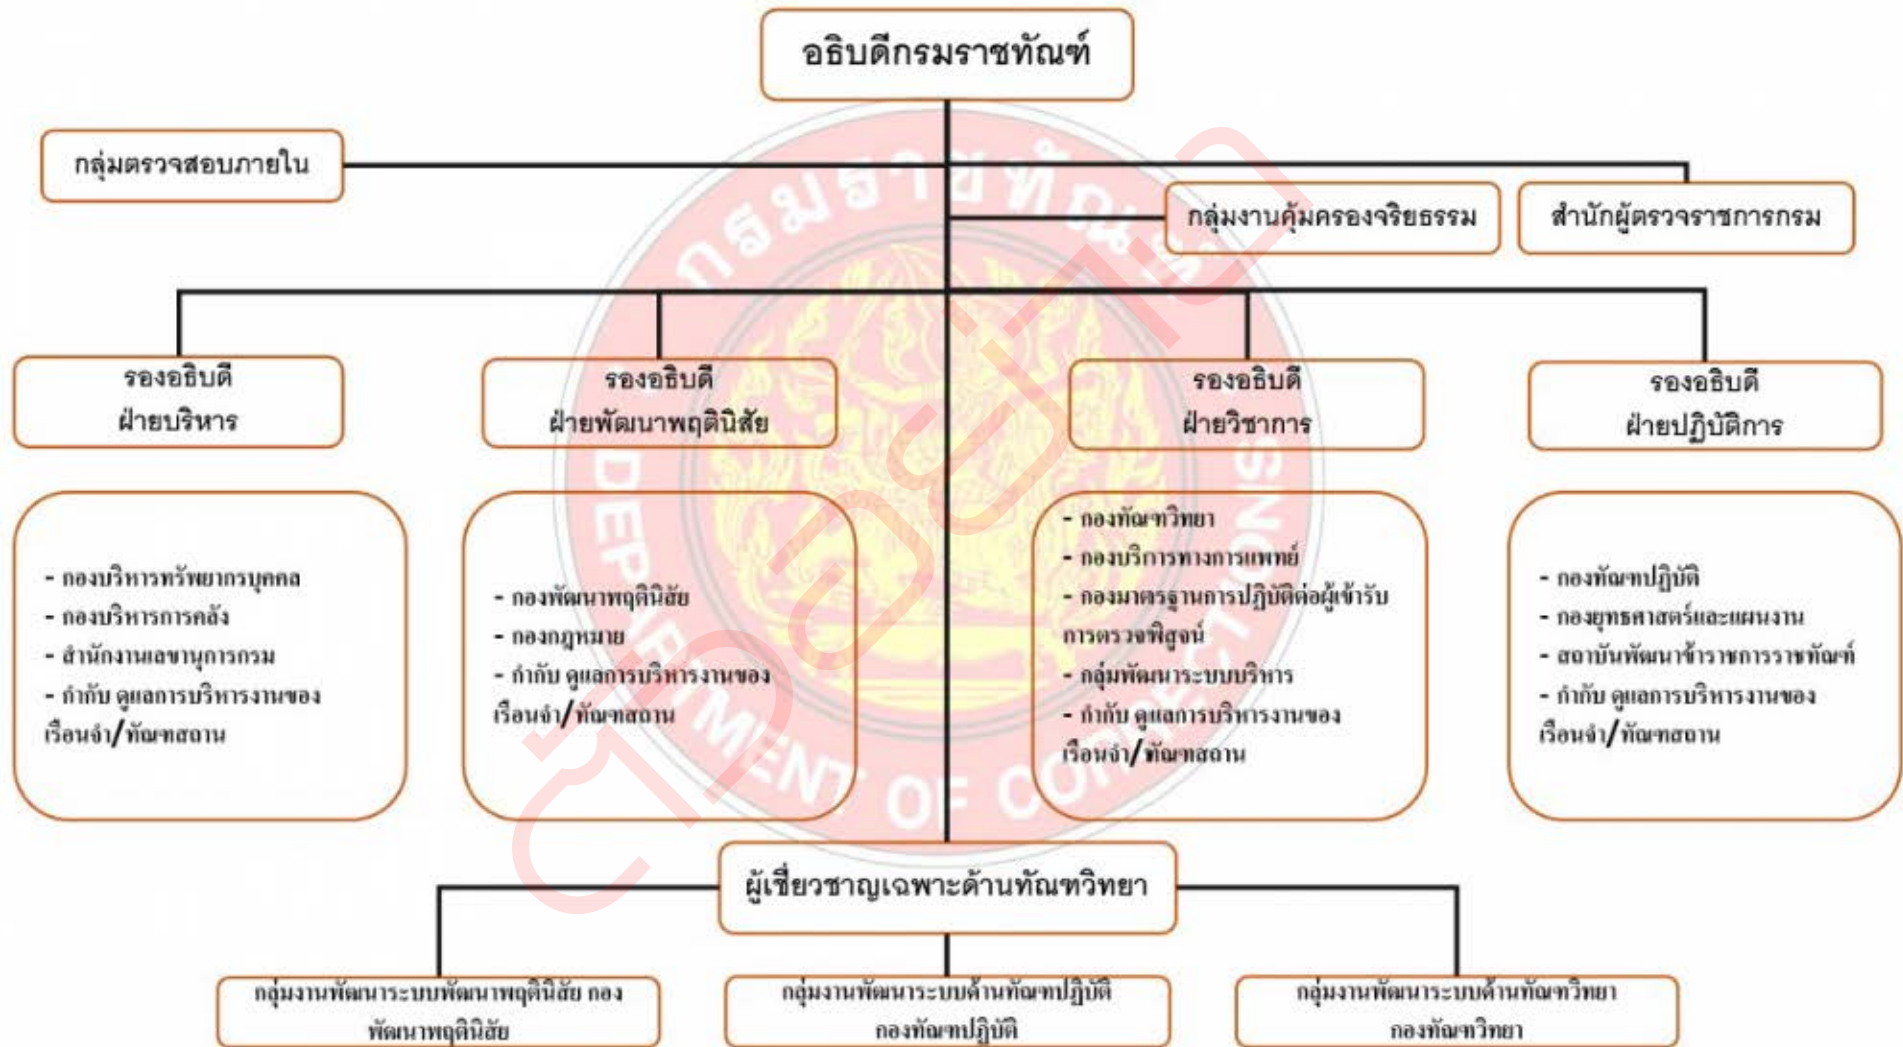 อธิบดีกรมราชทัณฑ์
กลุ่มตรวจสอบภายใน
กลุ่มงานคุ้มครองจริยธรรม
สำนักผู้ตรวจราชการกรม
รองอธิบดี
ฝ่ายบริหาร
รองอธิบดี
ฝ่ายพัฒนาพฤตินิสัย
รองอธิบดี
ฝ่ายวิชาการ
รองอธิบดี
ฝ่ายปฏิบัติการ
- กองบริหารทรัพยากรบุคคล
- กองบริหารการคลัง
- สำนักงานเลขานุการกรม
- กำกับ ดูแลการบริหารงานของ
เรือนจำ/ทัณฑสถาน
- กองพัฒนาพฤตินิสัย
- กองกฎหมาย
- กำกับ ดูแลการบริหารงานของ
เรือนจำ/ทัณฑสถาน
- กองทัณฑวิทยา
- กองบริการทางการแพทย์
- กองมาตรฐานการปฏิบัติต่อผู้เข้ารับ
การตรวจพิสูจน์
- กลุ่มพัฒนาระบบบริหาร
- กำกับ ดูแลการบริหารงานของ
เรือนจำ/ทัณฑสถาน
- กองทัณฑปฏิบัติ
- กองยุทธศาสตร์และแผนงาน
- สถาบันพัฒนาข้าราชการราชทัณฑ์
- กำกับ ดูแลการบริหารงานของ
เรือนจำ/ทัณฑสถาน
ผู้เชี่ยวชาญเฉพาะด้านทัณฑวิทยา
กลุ่มงานพัฒนาระบบพัฒนาพฤตินิสัย กอง
พัฒนาพฤตินิสัย
กลุ่มงานพัฒนาระบบด้านทัณฑปฏิบัติ
กองทัณฑปฏิบัติ
กลุ่มงานพัฒนาระบบด้านทัณฑวิทยา
กองทัณฑวิทยา
กรมราชทัณฑ์
DEPARTMENT OF CORRECTIONS
ตัวอย่าง